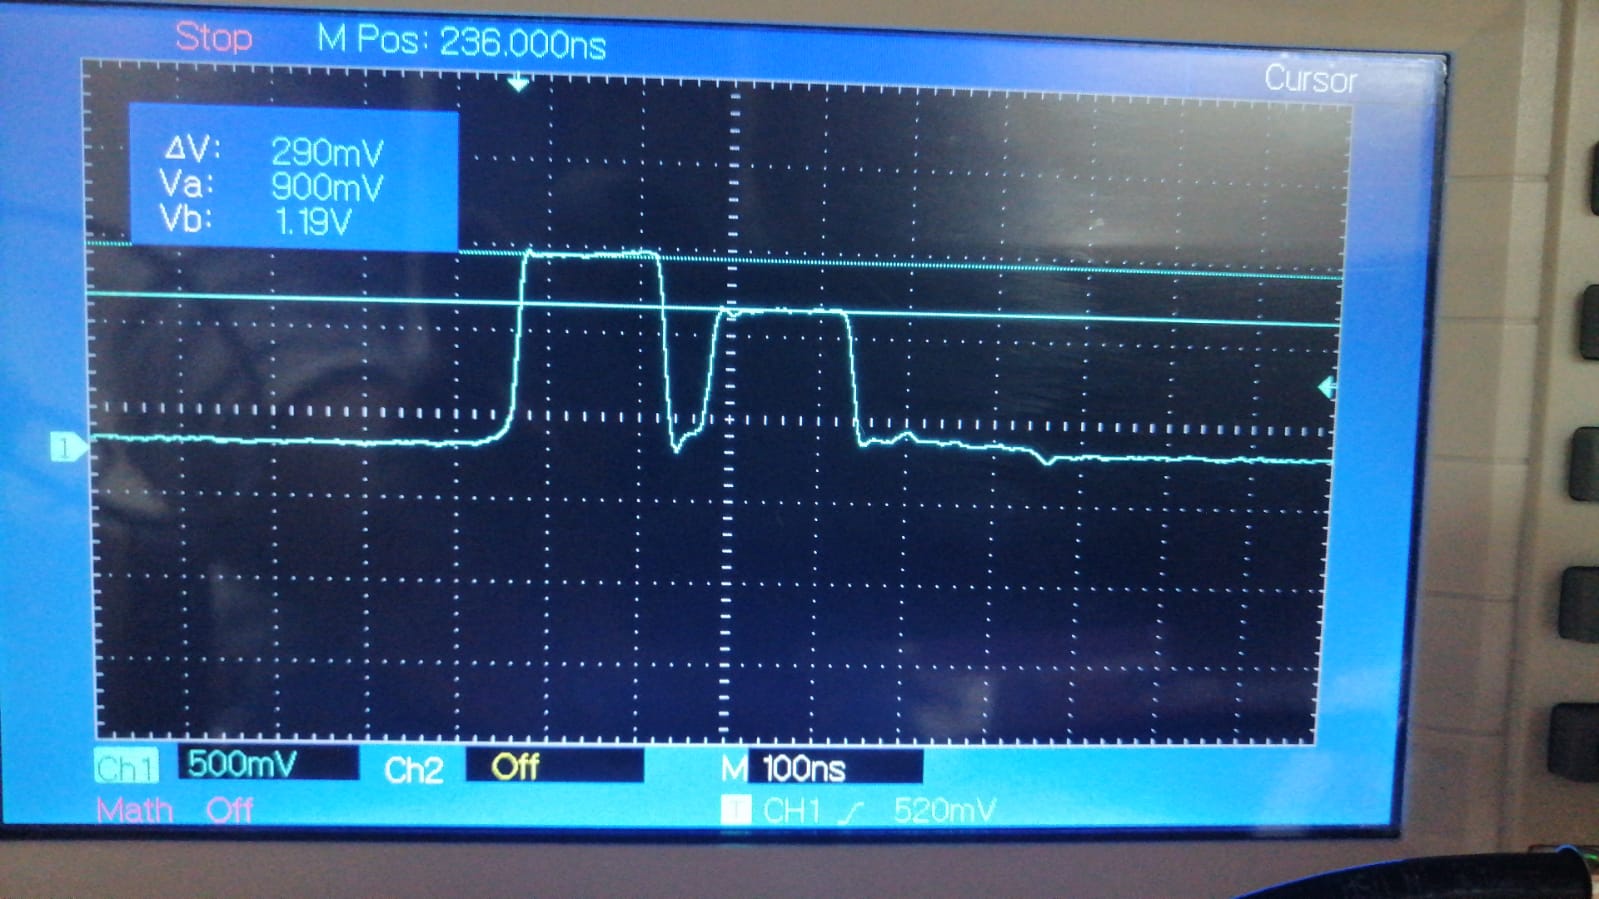 Stop M Pos: 236.000ns
Cursor
ΔV: 290mV
Va: 900mV
Vb: 1.19V
1
Ch1 500mV Ch2 Off M 100ns
Math Off T CH1 520mV